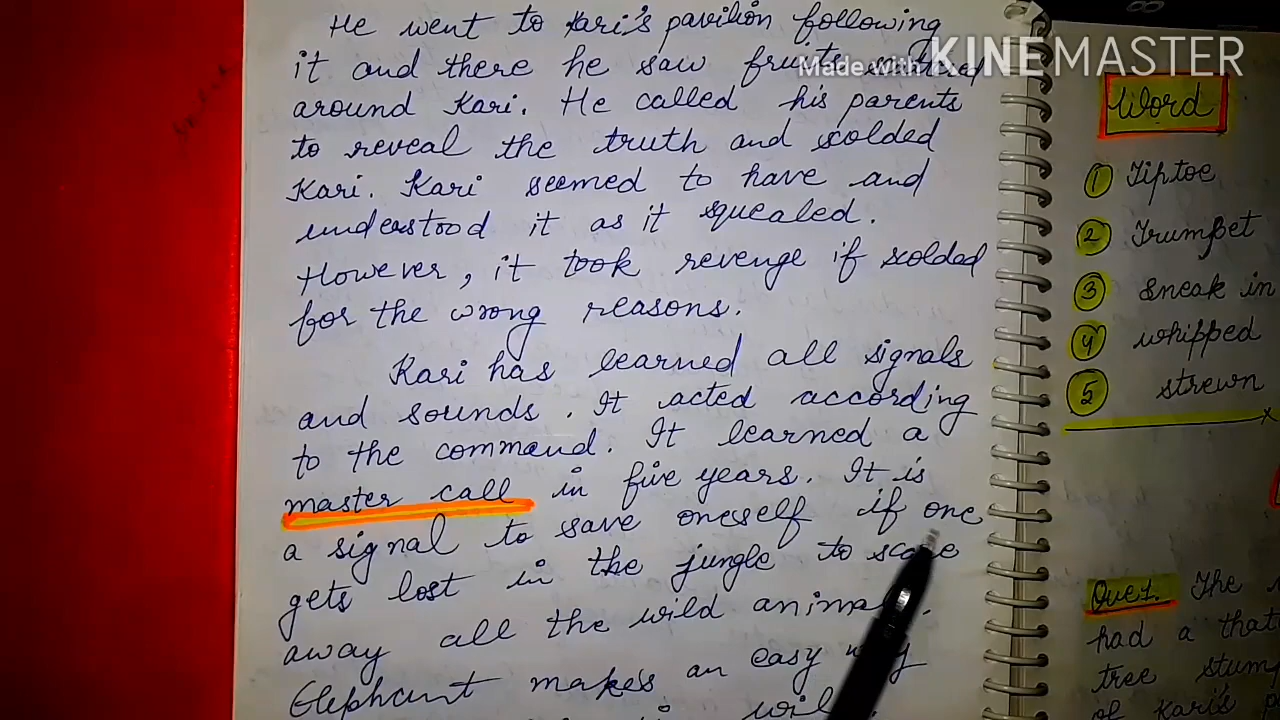 He went to Kari's pavilion following
it and there he saw fruits
Made With KINEMASTER
around Kari. He called his parents
to reveal the truth and scolded
Kari. Kari seemed to have and
understood it as it squealed.
However, it took revenge if scolded
for the wrong reasons.
Kari has learned all signals
and sounds. It acted according
to the command. It learned a
master call in five years. It is
a signal to save oneself if one
gets lost in the jungle to scare
away all the wild
Elephant makes an easy
Word
1 Tiptoe
2 Trumpet
3 Sneak in
4 whipped
5 strewn
Que1. The
had a that
tree stum
of Kari's p